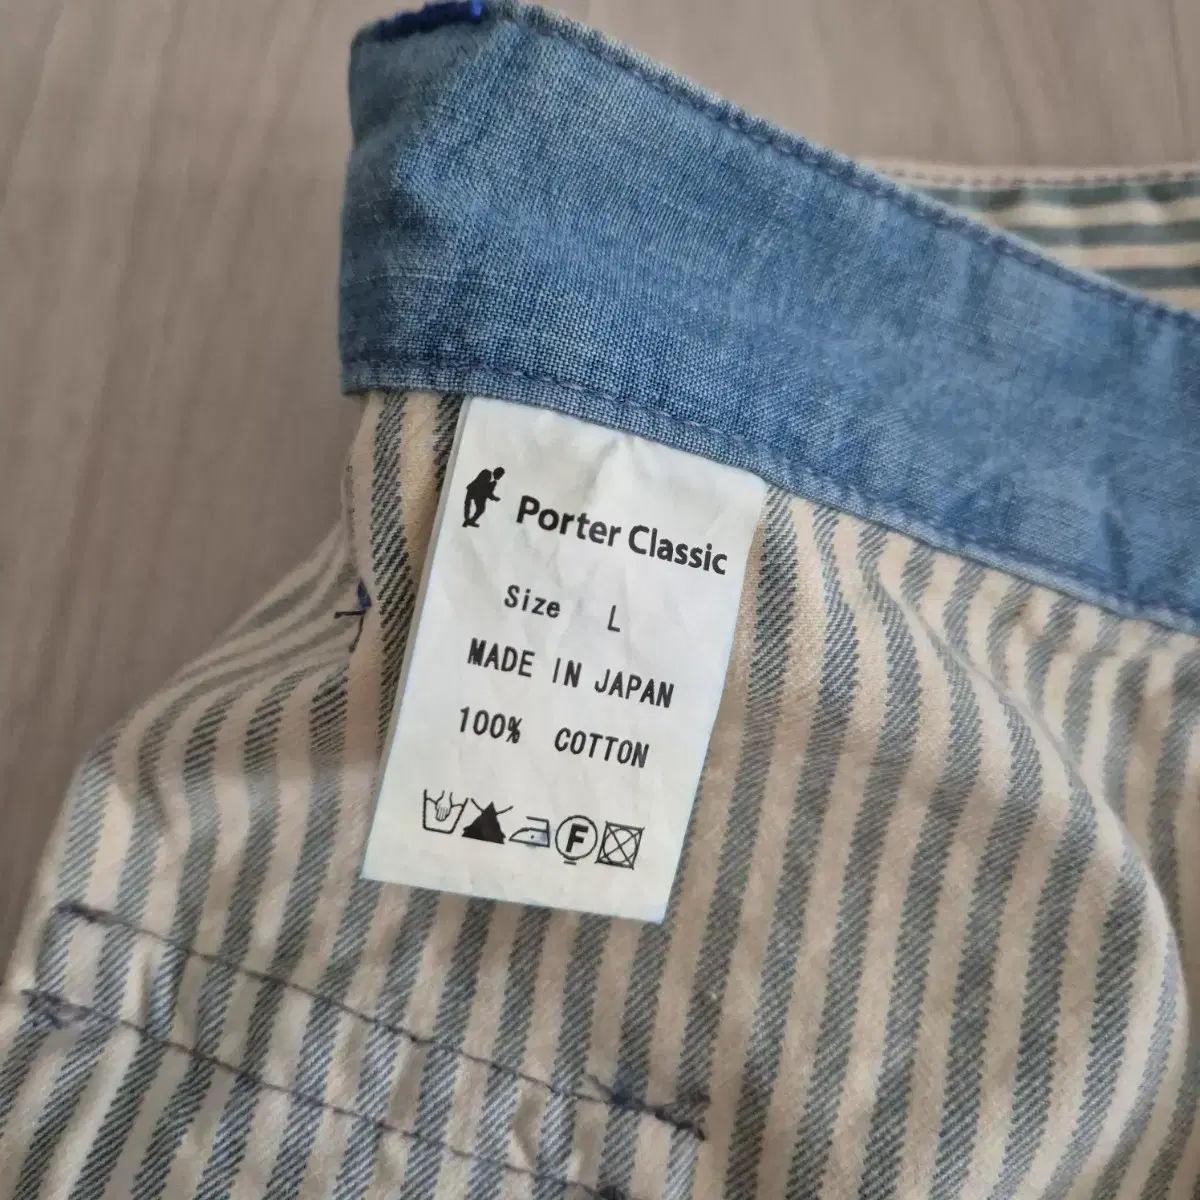 Porter Classic
Size L
MADE IN JAPAN
100% COTTON
F